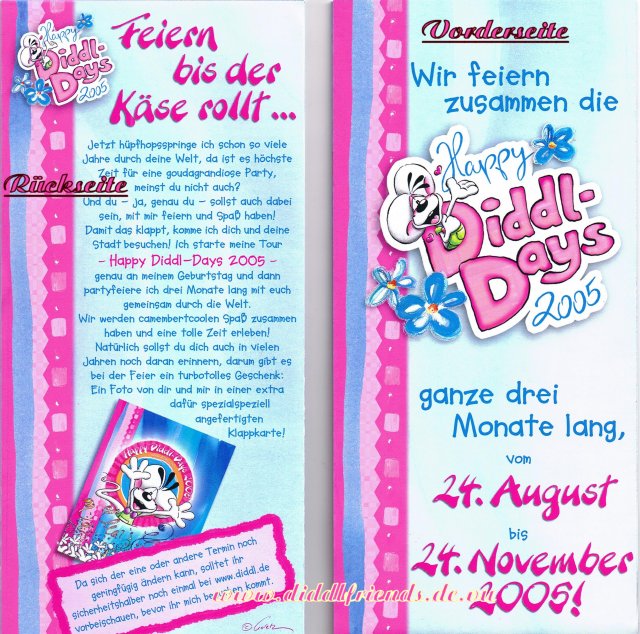 Happy
Diddl-
Days
2005
Feiern
bis der
Käse rollt...
Jetzt hüpfhopsspringe ich schon so viele
Jahre durch deine Welt, da ist es höchste
Zeit für eine goudagrandiose Party,
Rückseite
meinst du nicht auch?
Und du – ja, genau du – sollst auch dabei
sein, mit mir feiern und Spaß haben!
Damit das klappt, komme ich dich und deine
Stadt besuchen! Ich starte meine Tour
– Happy Diddl-Days 2005 –
genau an meinem Geburtstag und dann
partyfeiere ich drei Monate lang mit euch
gemeinsam durch die Welt.
Wir werden camembertcoolen Spaß zusammen
haben und eine tolle Zeit erleben!
Natürlich sollst du dich auch in vielen
Jahren noch daran erinnern, darum gibt es
bei der Feier ein turbotolles Geschenk:
Ein Foto von dir und mir in einer extra
dafür spezialspeziell
angefertigten
Klappkarte!
Happy Diddl-Days 2005
Da sich der eine oder andere Termin noch
geringfügig ändern kann, solltet ihr
sicherheitshalber noch einmal bei www.diddl.de
vorbeischauen, bevor ihr mich besuchen kommt.
Vorderseite
Wir feiern
zusammen die
Happy
Diddl-
Days
2005
ganze drei
Monate lang,
vom
24. August
bis
24. November
2005!
www.diddlfriends.de.vu